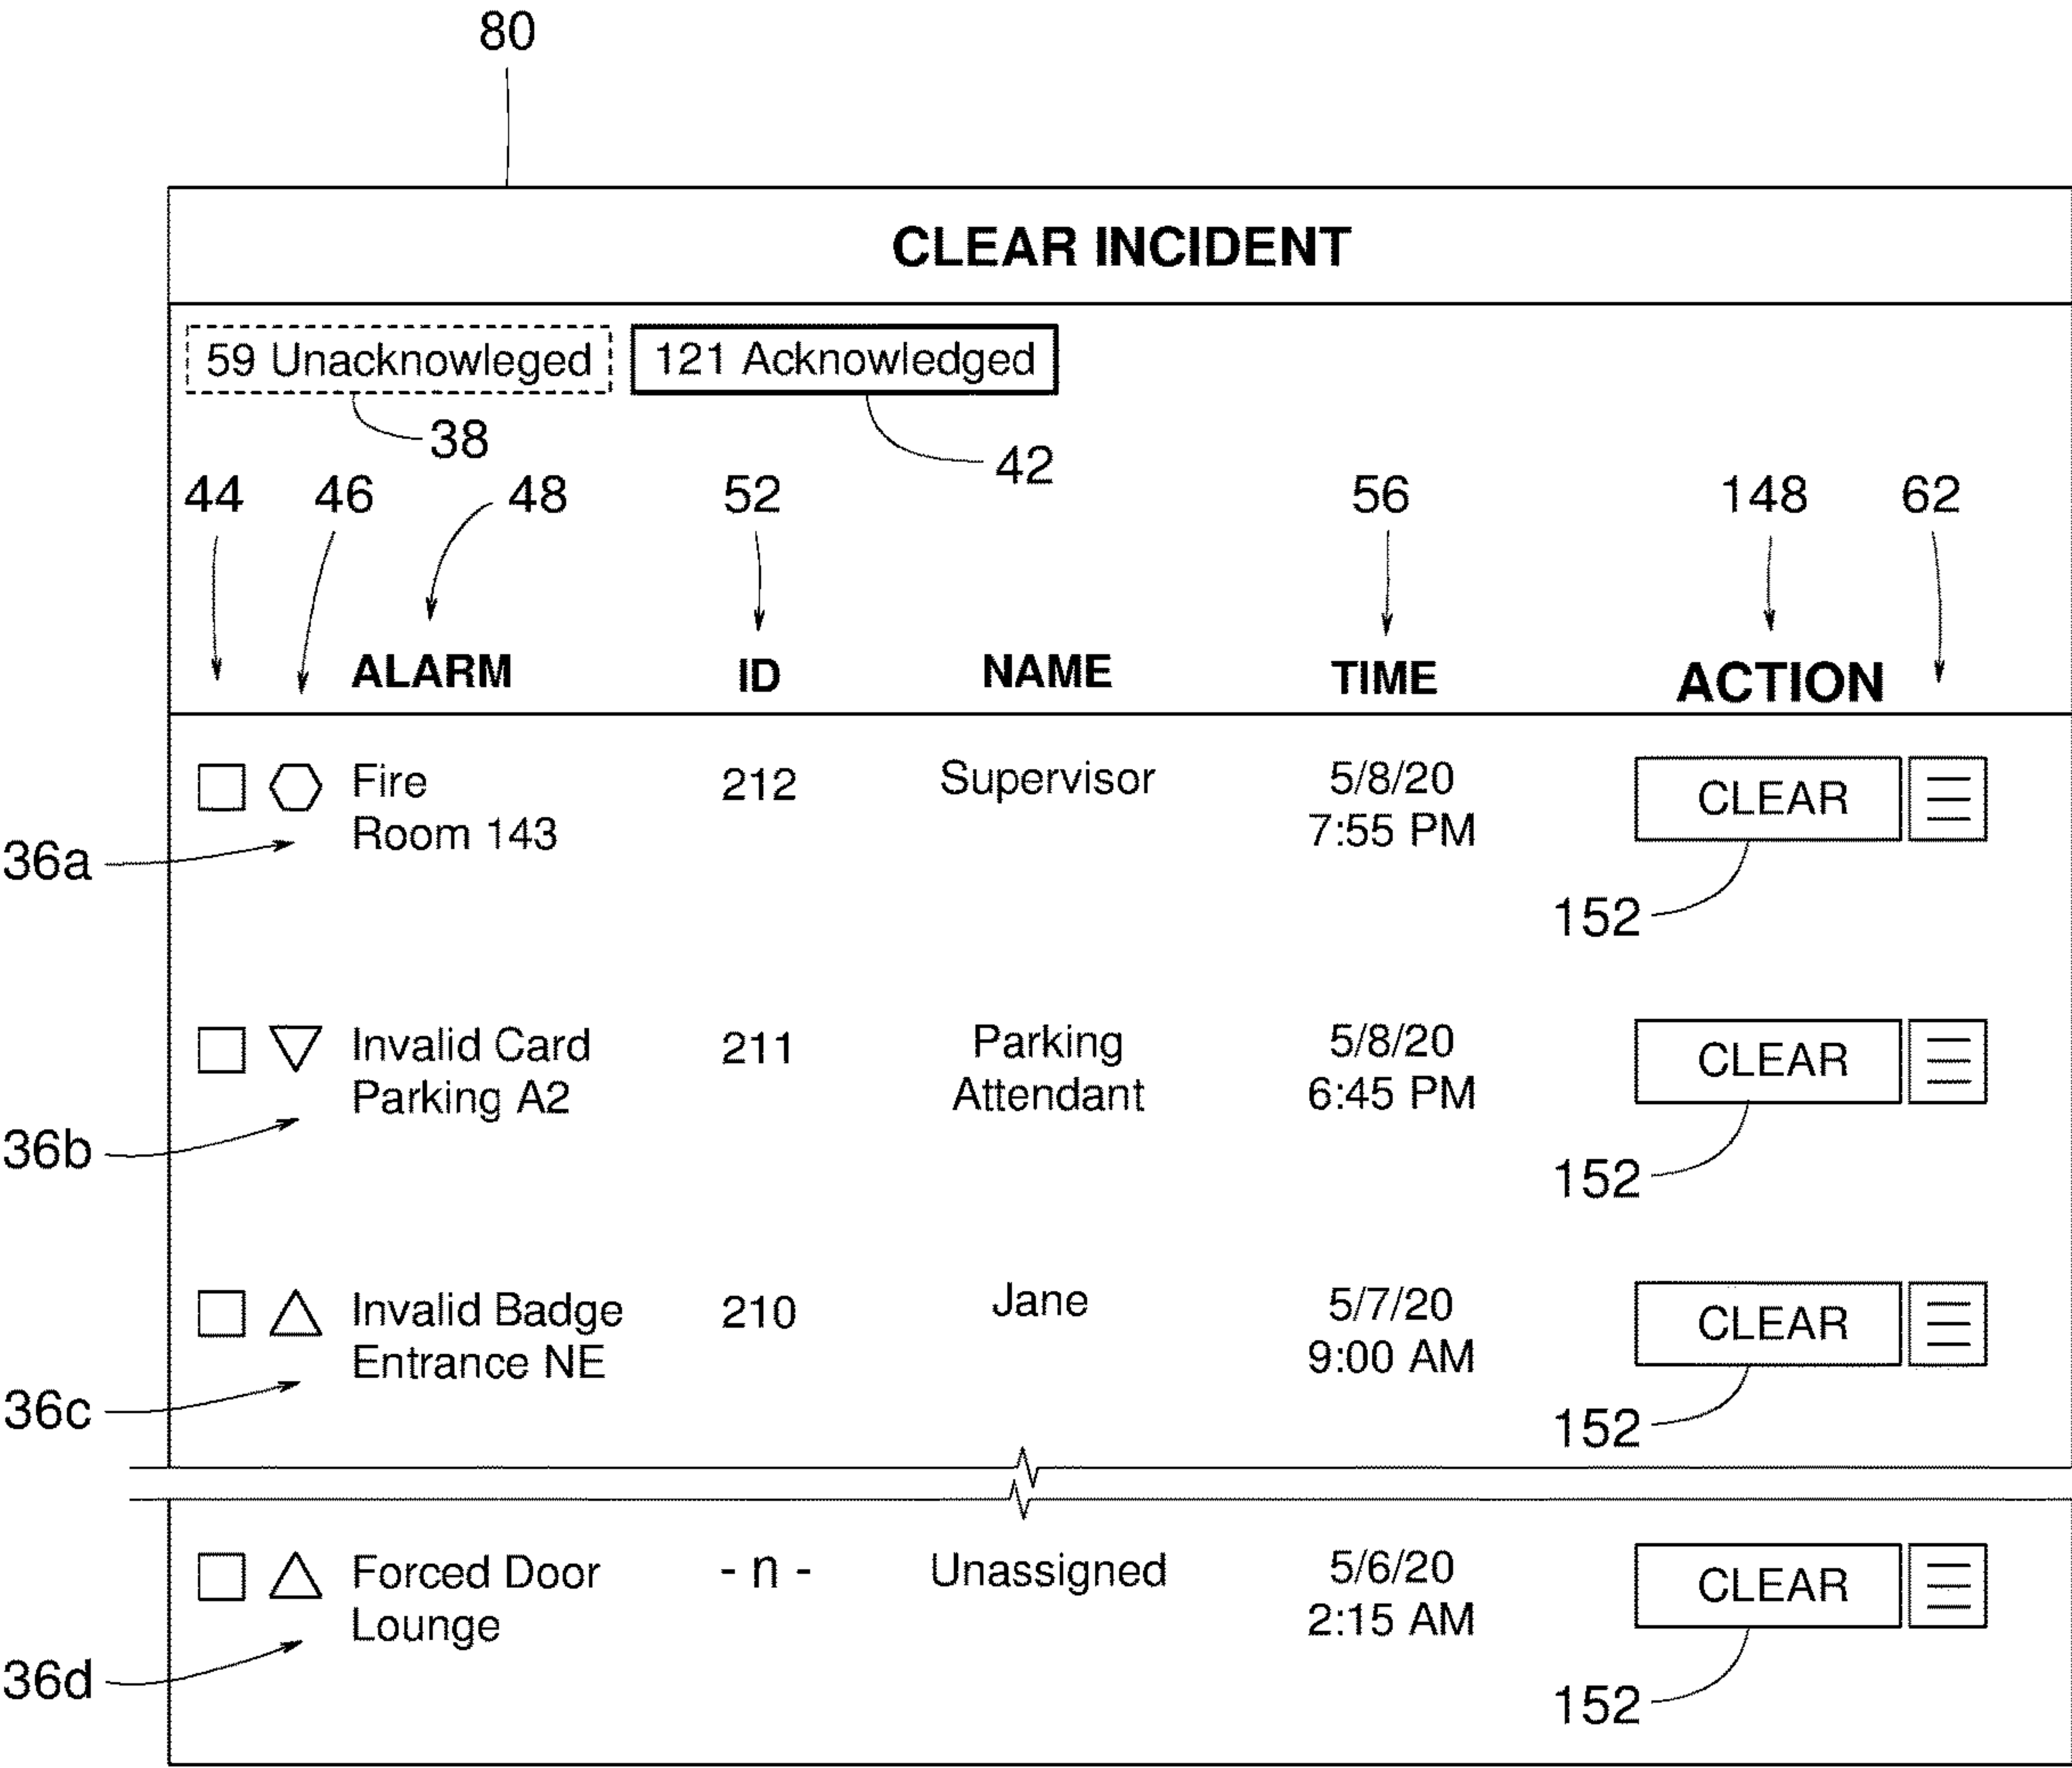 80
CLEAR INCIDENT
59 Unacknowleged 121 Acknowledged
38 42
44 46 48 52 56 148 62
ALARM ID NAME TIME ACTION
Fire 212 Supervisor 5/8/20 CLEAR
Room 143 7:55 PM
36a
152
Invalid Card 211 Parking 5/8/20 CLEAR
Parking A2 Attendant 6:45 PM
36b
152
Invalid Badge 210 Jane 5/7/20 CLEAR
Entrance NE 9:00 AM
36c
152
Forced Door - n - Unassigned 5/6/20 CLEAR
Lounge 2:15 AM
36d
152